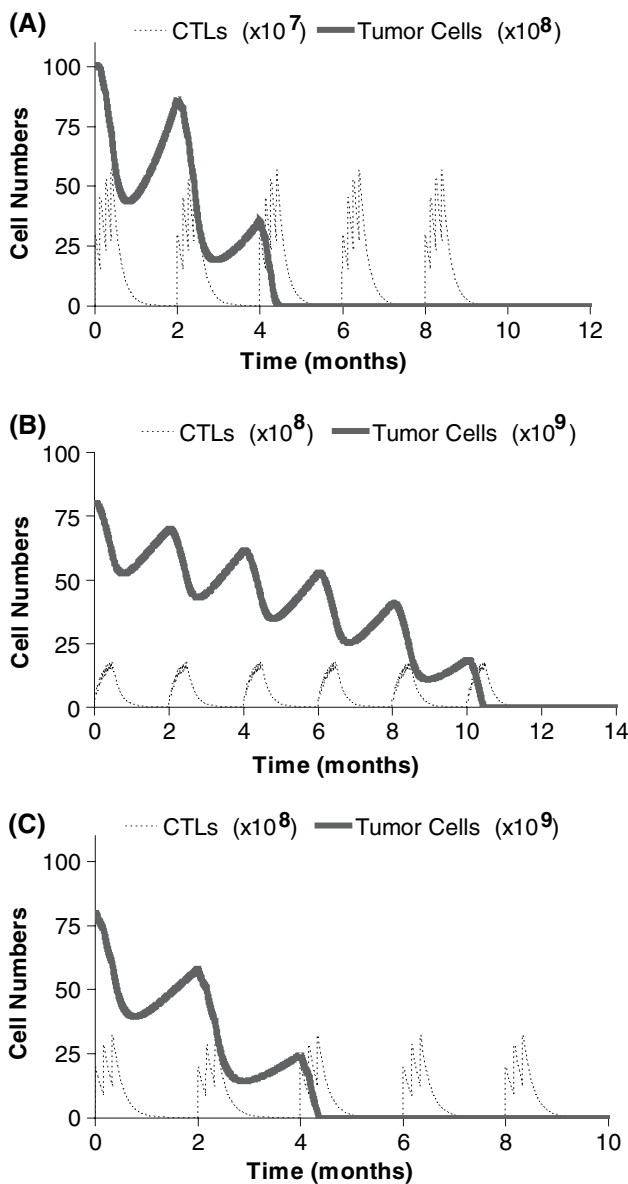 (A)
CTLs (x10⁷) Tumor Cells (x10⁸)
100
75
50
25
0
Cell Numbers
0 2 4 6 8 10 12
Time (months)
(B)
CTLs (x10⁸) Tumor Cells (x10⁹)
100
75
50
25
0
Cell Numbers
0 2 4 6 8 10 12 14
Time (months)
(C)
CTLs (x10⁸) Tumor Cells (x10⁹)
100
75
50
25
0
Cell Numbers
0 2 4 6 8 10
Time (months)